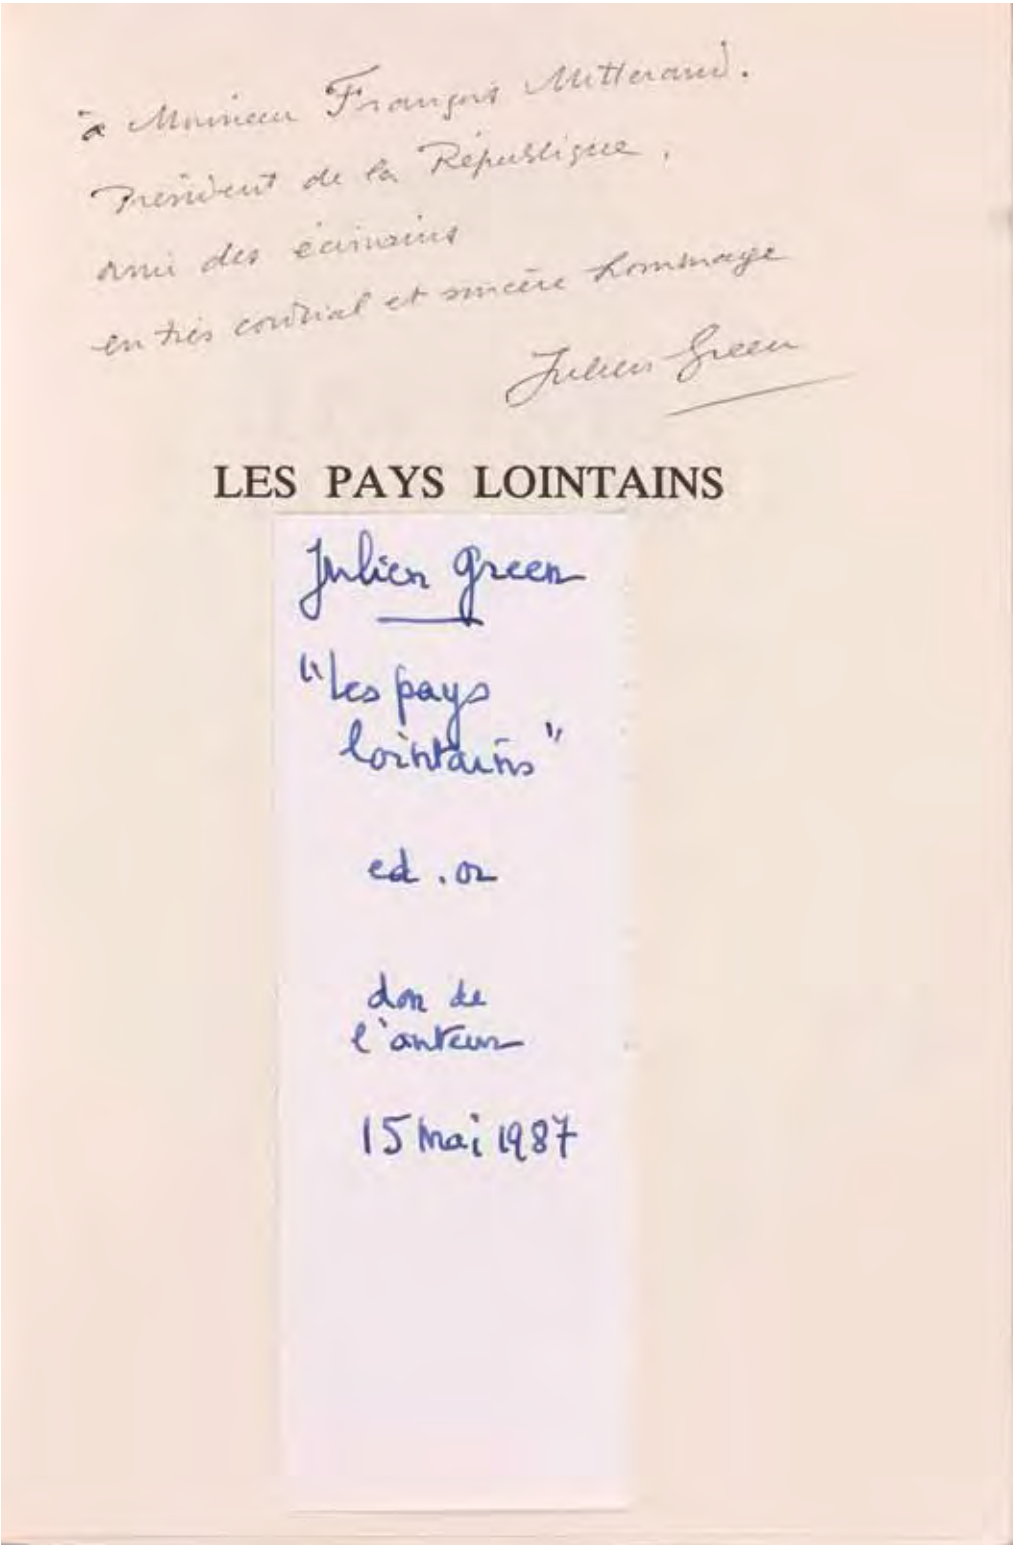 à Monsieur François Mitterand.
Président de la République,
ami des écrivains
en très cordial et sincère hommage
Julien Green
LES PAYS LOINTAINS
Julien Green
"Les pays
lointains"
ed. or
don de
l'auteur
15 mai 1987